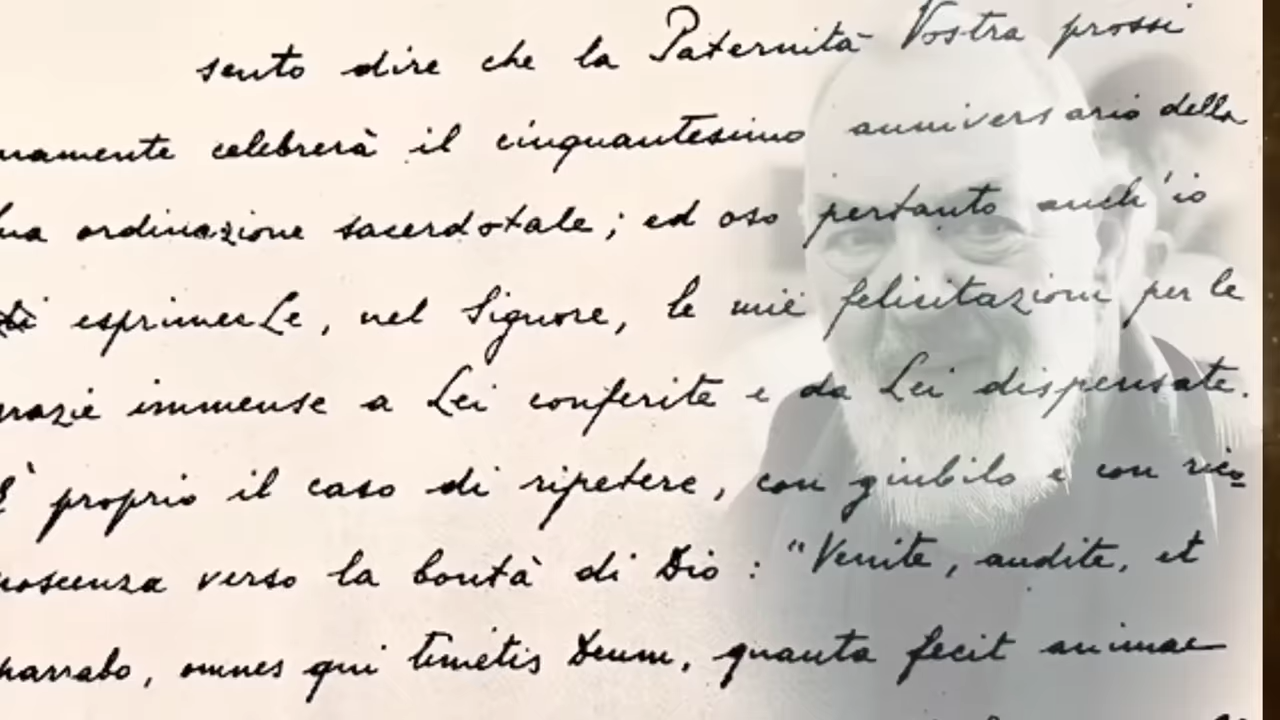 sento dire che la Paternità Vostra prossi
mamente celebrerà il cinquantesimo anniversario della
ua ordinazione sacerdotale; ed oso pertanto anch'io
esprimerLe, nel Signore, le mie felicitazioni per le
grazie immense a Lei conferite e da Lei dispensate.
È proprio il caso di ripetere, con giubilo e con rico
noscenza verso la bontà di Dio: "Venite, audite, et
narrabo, omnes qui timetis Deum, quanta fecit animae